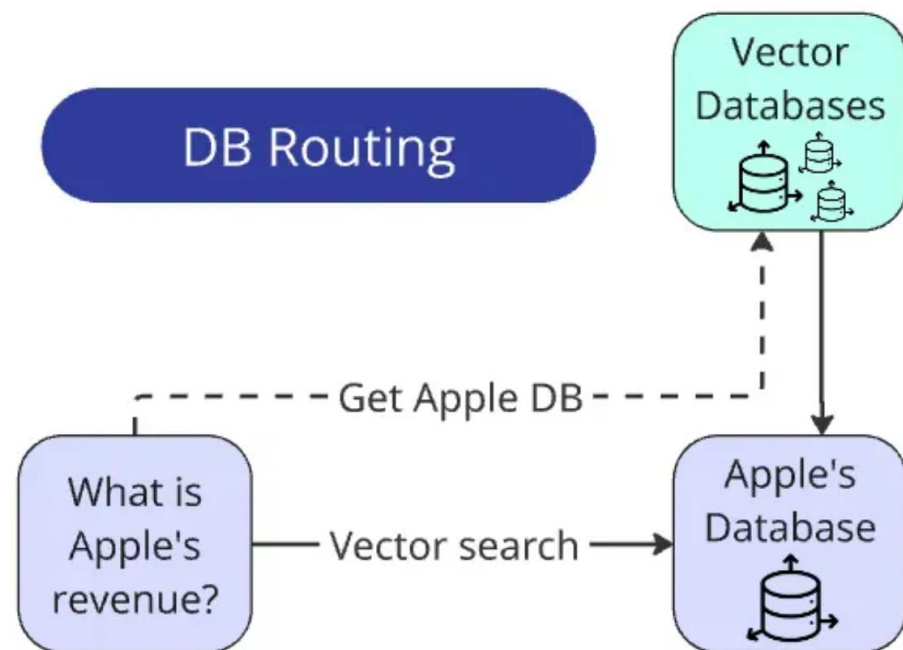 Vector
Databases
DB Routing
Get Apple DB
What is
Apple's
revenue?
Vector search
Apple's
Database